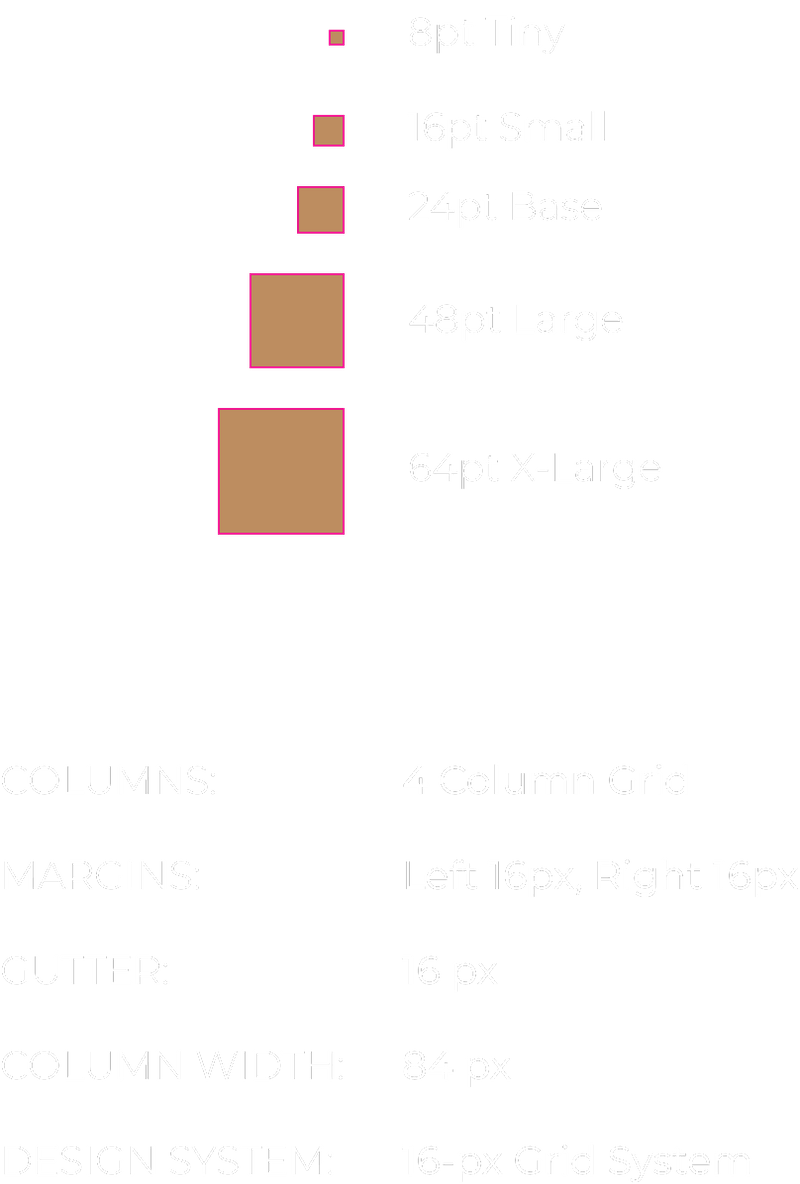 8pt Tiny
16pt Small
24pt Base
48pt Large
64pt X-Large
COLUMNS: 4 Column Grid
MARGINS: Left 16px, Right 16px
GUTTER: 16 px
COLUMN WIDTH: 84 px
DESIGN SYSTEM: 16-px Grid System